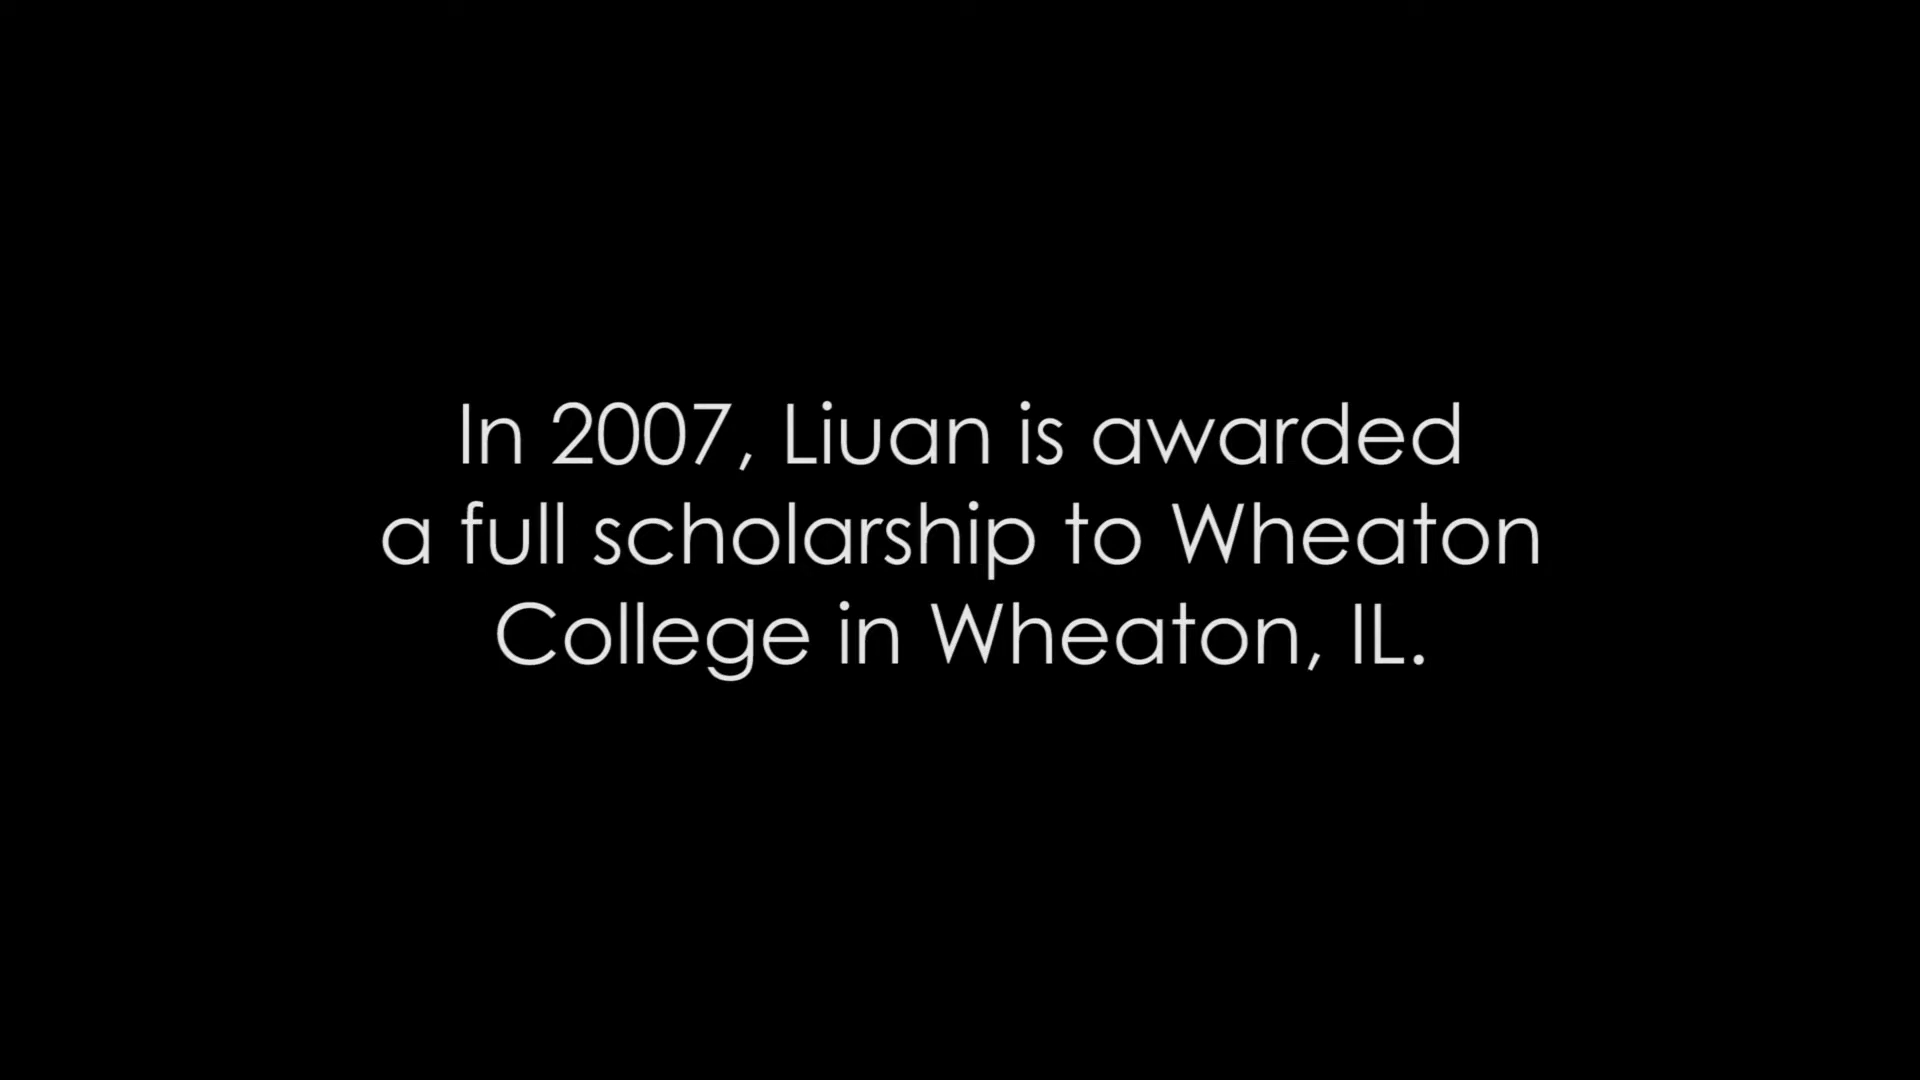 In 2007, Liuan is awarded
a full scholarship to Wheaton
College in Wheaton, IL.